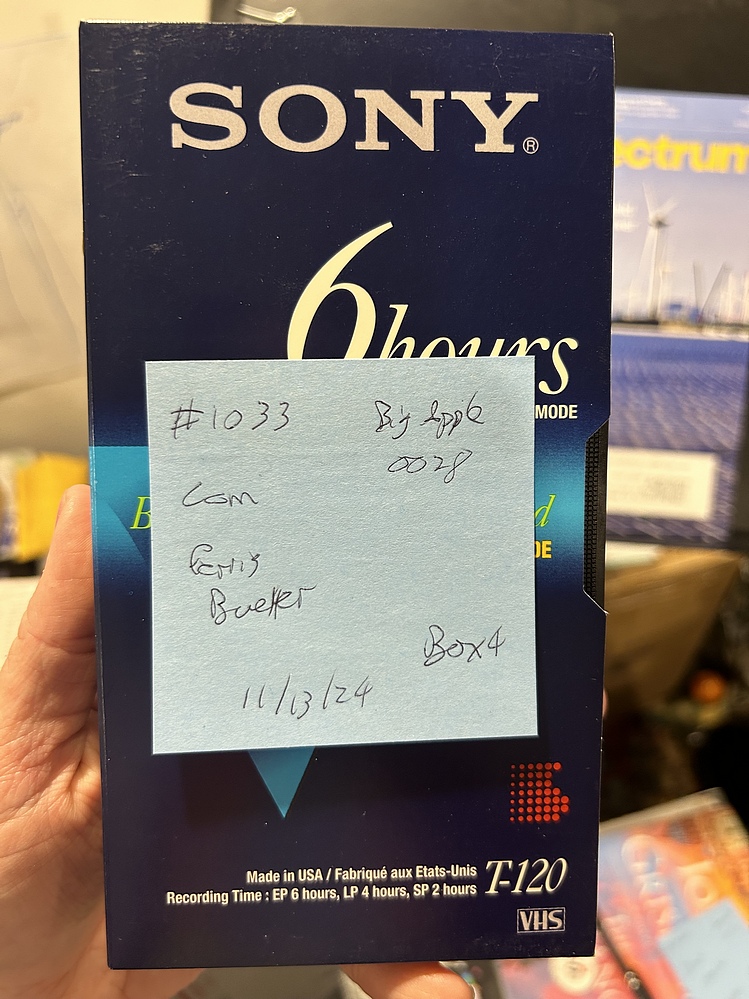 SONY®
6 hours
MODE
#1033
Big Apple
0028
Com
Ferris
Bueller
Box 4
11/13/24
B
d
DE
Made in USA / Fabriqué aux Etats-Unis
Recording Time : EP 6 hours, LP 4 hours, SP 2 hours
T-120
VHS
ectrum